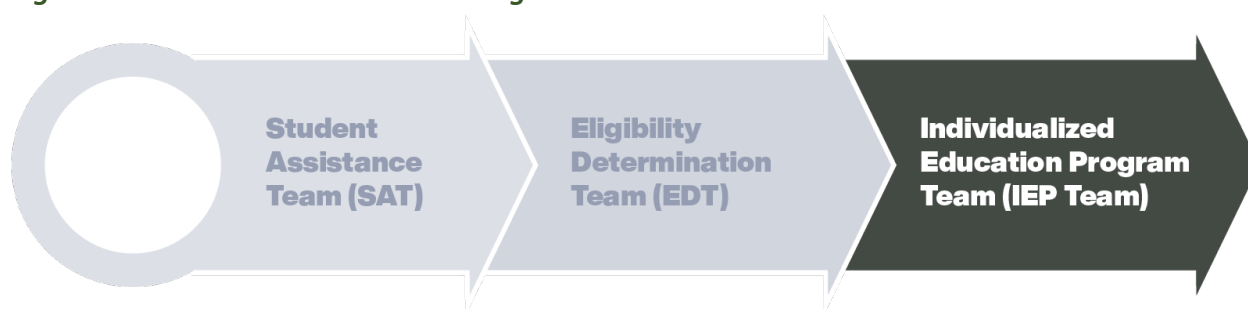 Student
Assistance
Team (SAT)
Eligibility
Determination
Team (EDT)
Individualized
Education Program
Team (IEP Team)